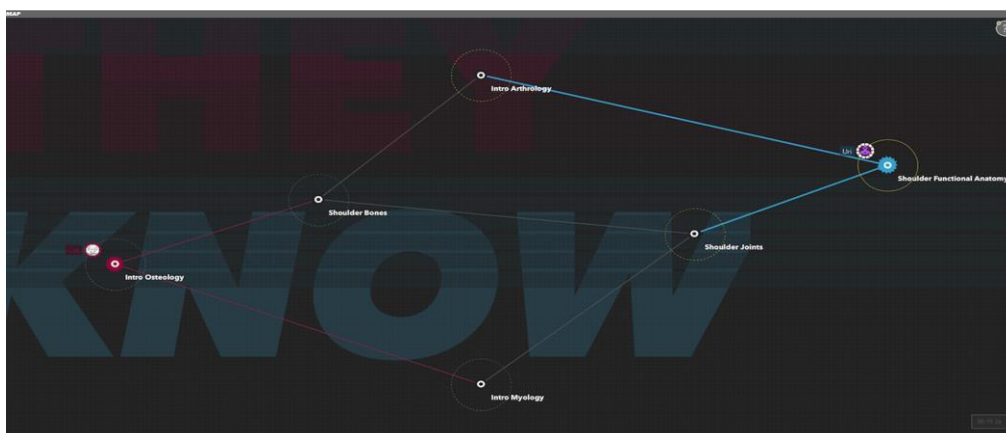 MAP
THEY
Intro Arthrology
Uri
Shoulder Functional Anatomy
Shoulder Bones
KNOW
Shoulder Joints
Intro Osteology
Intro Myology